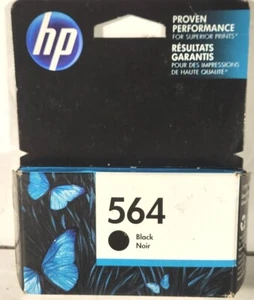 hp
PROVEN
PERFORMANCE
FOR SUPERIOR PRINTS
RÉSULTATS
GARANTIS
POUR DES IMPRESSIONS
DE HAUTE QUALITÉ
564
Black
Noir